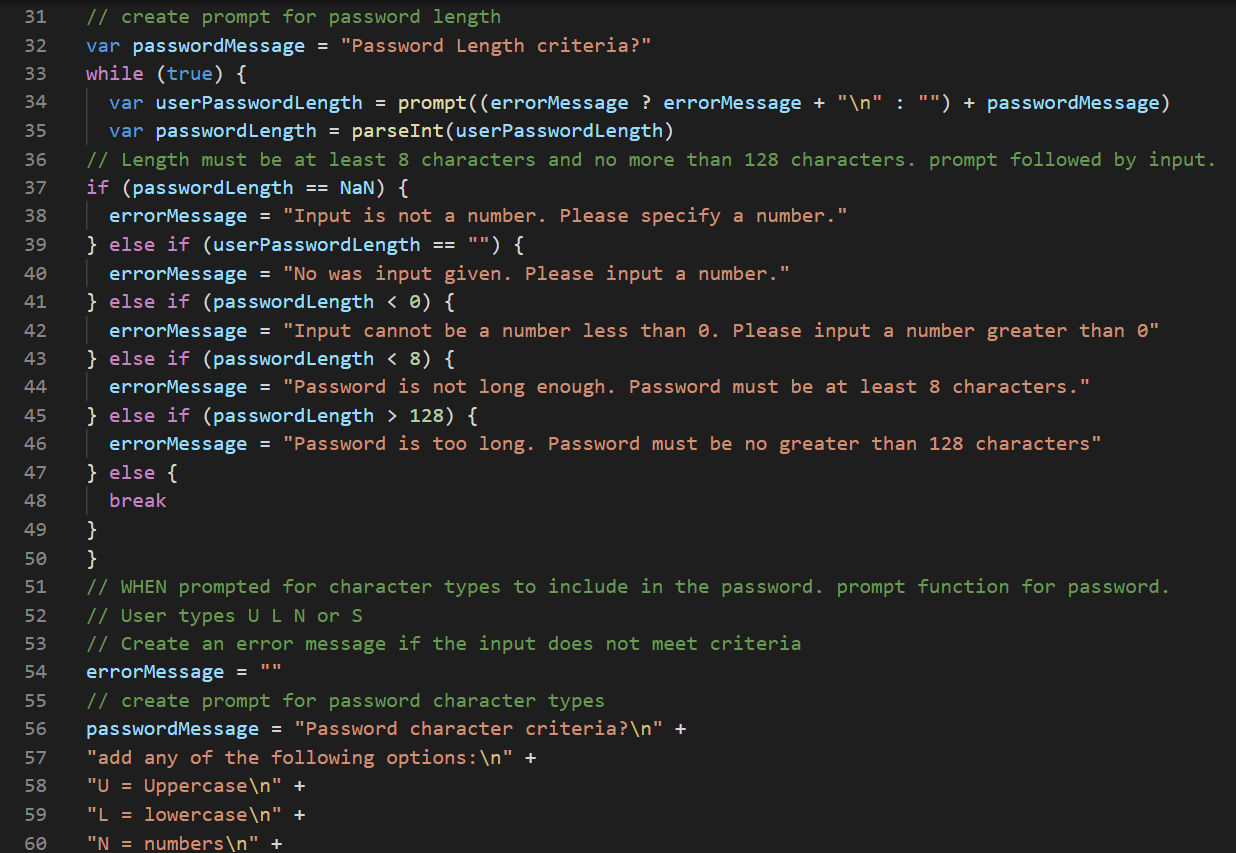 31 // create prompt for password length
32 var passwordMessage = "Password Length criteria?"
33 while (true) {
34 var userPasswordLength = prompt((errorMessage ? errorMessage + "\n" : "") + passwordMessage)
35 var passwordLength = parseInt(userPasswordLength)
36 // Length must be at least 8 characters and no more than 128 characters. prompt followed by input.
37 if (passwordLength == NaN) {
38 errorMessage = "Input is not a number. Please specify a number."
39 } else if (userPasswordLength == "") {
40 errorMessage = "No was input given. Please input a number."
41 } else if (passwordLength < 0) {
42 errorMessage = "Input cannot be a number less than 0. Please input a number greater than 0"
43 } else if (passwordLength < 8) {
44 errorMessage = "Password is not long enough. Password must be at least 8 characters."
45 } else if (passwordLength > 128) {
46 errorMessage = "Password is too long. Password must be no greater than 128 characters"
47 } else {
48 break
49 }
50 }
51 // WHEN prompted for character types to include in the password. prompt function for password.
52 // User types U L N or S
53 // Create an error message if the input does not meet criteria
54 errorMessage = ""
55 // create prompt for password character types
56 passwordMessage = "Password character criteria?\n" +
57 "add any of the following options:\n" +
58 "U = Uppercase\n" +
59 "L = lowercase\n" +
60 "N = numbers\n" +